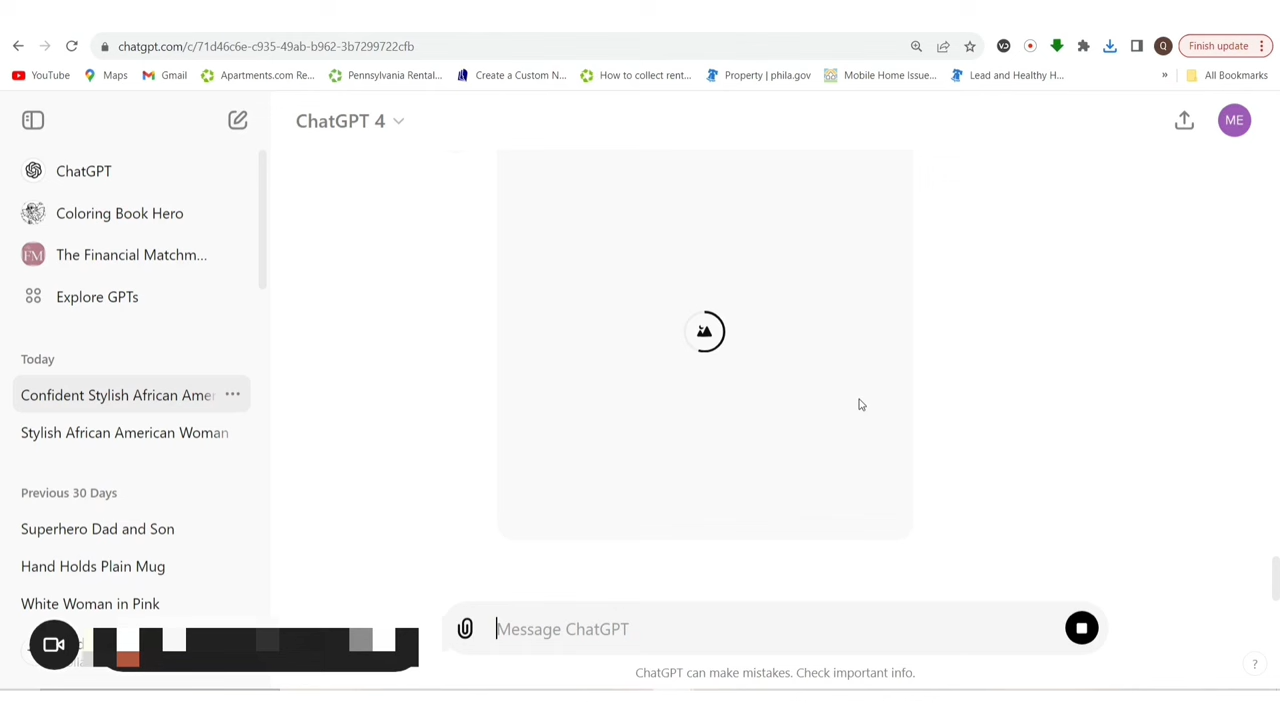 chatgpt.com/c/71d46c6e-c935-49ab-b962-3b7299722cfb
Q
Finish update
YouTube
Maps
Gmail
Apartments.com Re...
Pennsylvania Rental...
Create a Custom N...
How to collect rent...
Property | phila.gov
Mobile Home Issue...
Lead and Healthy H...
»
All Bookmarks
ChatGPT 4
ME
ChatGPT
Coloring Book Hero
FM
The Financial Matchm...
Explore GPTs
Today
Confident Stylish African Amer
Stylish African American Woman
Previous 30 Days
Superhero Dad and Son
Hand Holds Plain Mug
White Woman in Pink
Message ChatGPT
ChatGPT can make mistakes. Check important info.
?